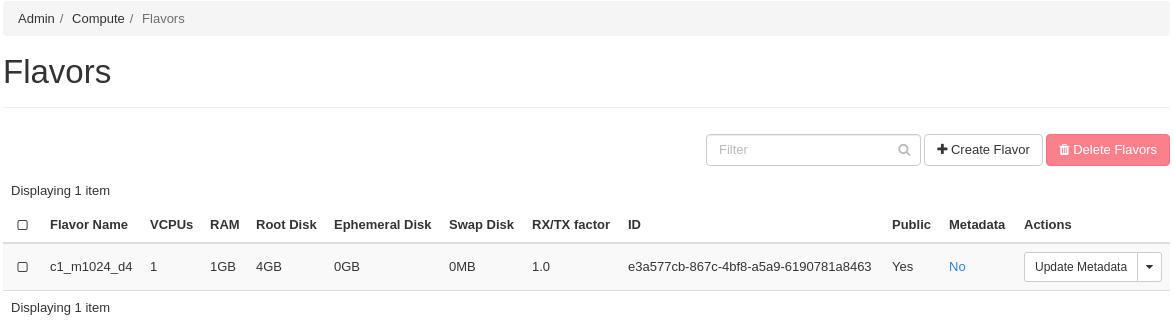 Admin / Compute / Flavors
Flavors
Filter Create Flavor Delete Flavors
Displaying 1 item
Flavor Name VCPUs RAM Root Disk Ephemeral Disk Swap Disk RX/TX factor ID Public Metadata Actions
c1_m1024_d4 1 1GB 4GB 0GB 0MB 1.0 e3a577cb-867c-4bf8-a5a9-6190781a8463 Yes No Update Metadata
Displaying 1 item